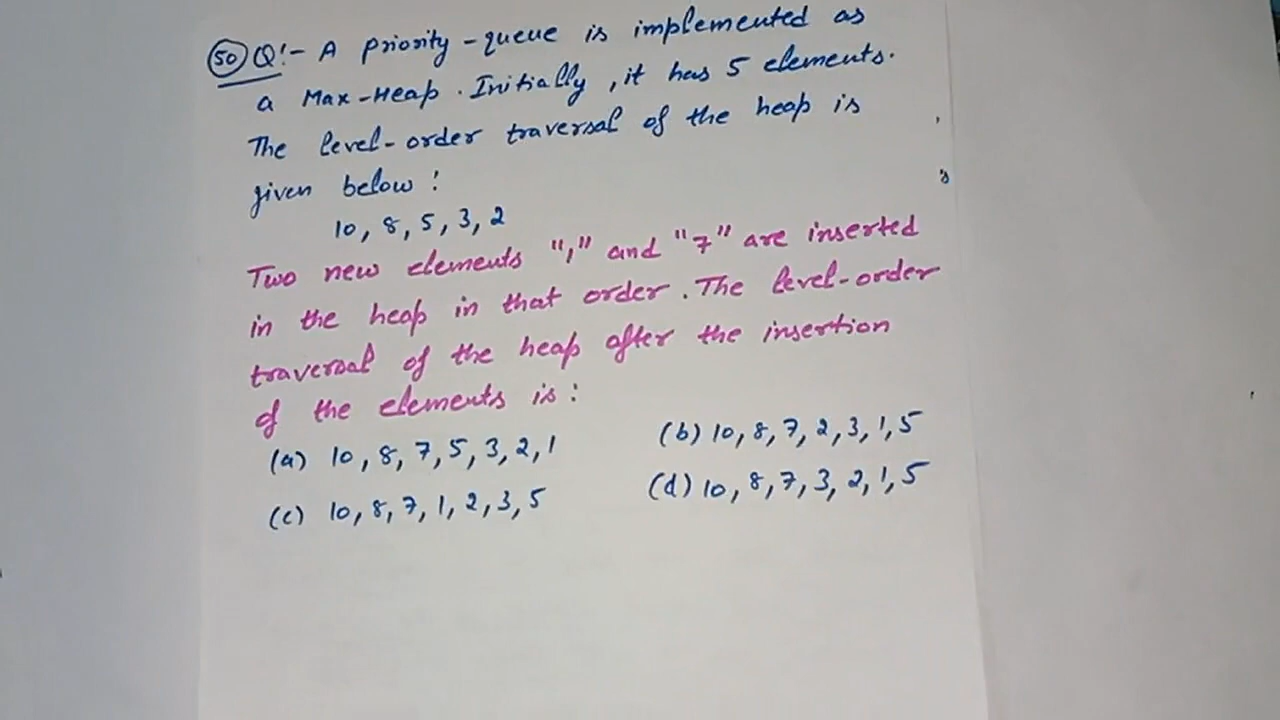 50 Q:- A priority-queue is implemented as
a Max-Heap. Initially, it has 5 elements.
The level-order traversal of the heap is
given below:
10, 8, 5, 3, 2
Two new elements "1" and "7" are inserted
in the heap in that order. The level-order
traversal of the heap after the insertion
of the elements is:
(a) 10, 8, 7, 5, 3, 2, 1
(b) 10, 8, 7, 2, 3, 1, 5
(c) 10, 8, 7, 1, 2, 3, 5
(d) 10, 8, 7, 3, 2, 1, 5